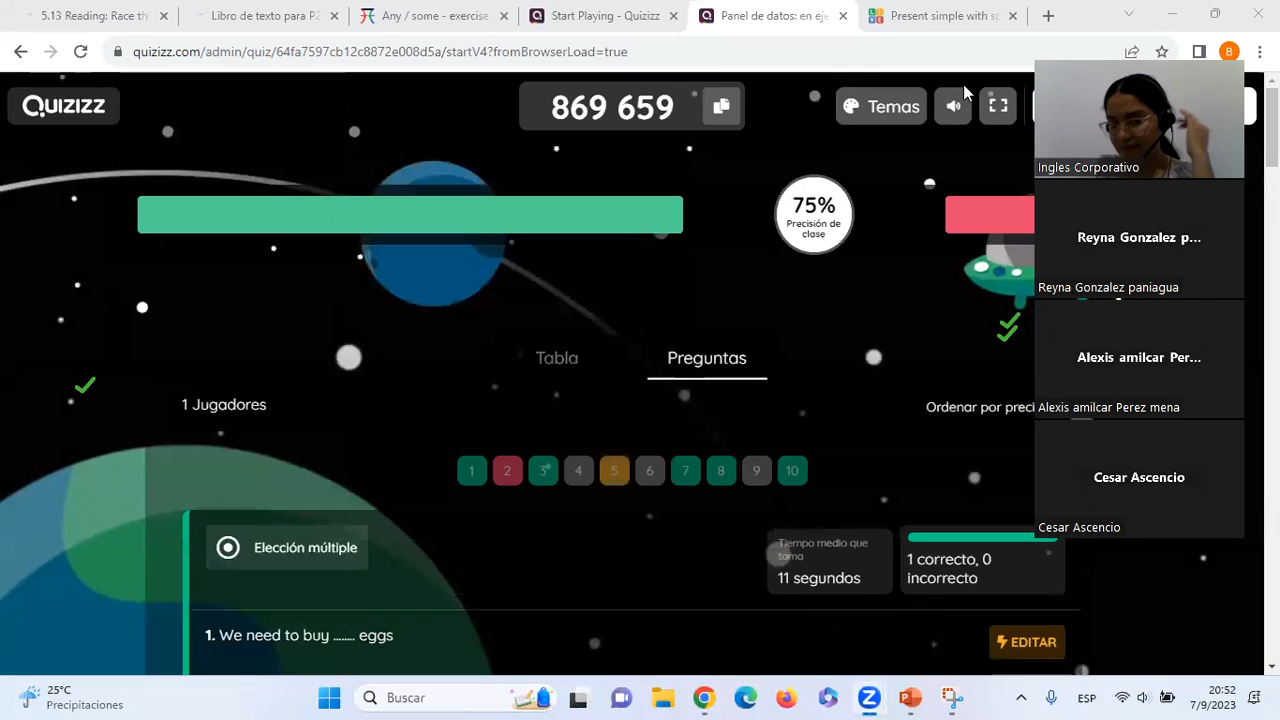 5.13 Reading: Race th
Libro de texto para P2
Any / some - exercise
Start Playing - Quizizz
Panel de datos: en eje
Present simple with sp
quizizz.com/admin/quiz/64fa7597cb12c8872e008d5a/startV4?fromBrowserLoad=true
B
QUIZIZZ
869 659
Temas
Ingles Corporativo
75%
Precisión de
clase
Reyna Gonzalez p...
Reyna Gonzalez paniagua
Tabla
Preguntas
Alexis amilcar Per...
Alexis amilcar Perez mena
1 Jugadores
Ordenar por preci
1 2 3 4 5 6 7 8 9 10
Cesar Ascencio
Cesar Ascencio
Elección múltiple
Tiempo medio que
toma
11 segundos
1 correcto, 0
incorrecto
1. We need to buy ........ eggs
EDITAR
25°C
Precipitaciones
Buscar
ESP
20:52
7/9/2023